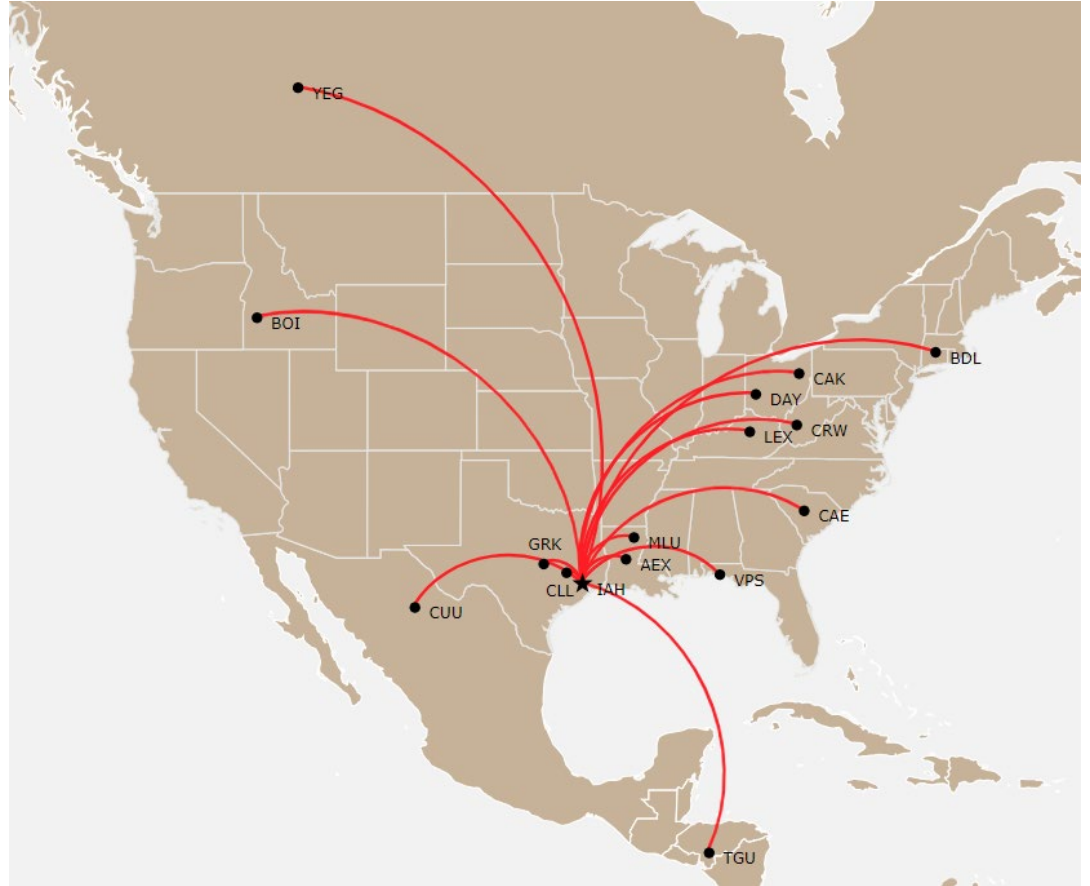 YEG
BOI
BDL
CAK
DAY
CRW
LEX
CAE
GRK
MLU
AEX
VPS
CLL
IAH
CUU
TGU